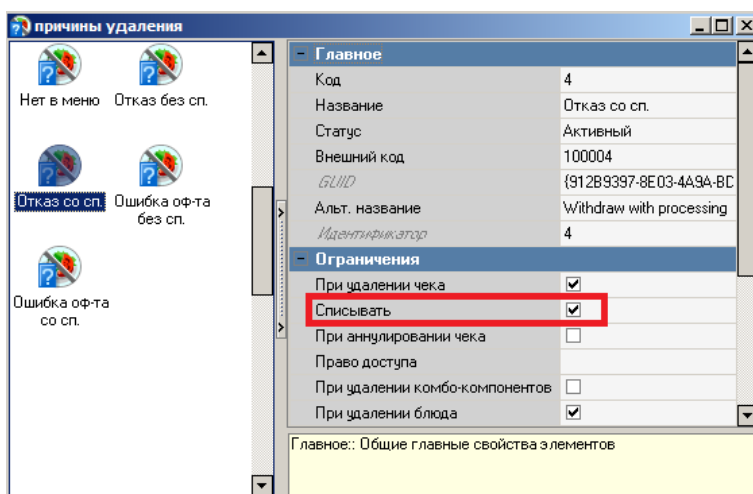 причины удаления
Нет в меню
Отказ без сп.
Отказ со сп.
Ошибка оф-та
без сп.
Ошибка оф-та
со сп.
Главное
Код 4
Название Отказ со сп.
Статус Активный
Внешний код 100004
GUID {912B9397-8E03-4A9A-BD
Альт. название Withdraw with processing
Идентификатор 4
Ограничения
При удалении чека
Списывать
При аннулировании чека
Право доступа
При удалении комбо-компонентов
При удалении блюда
Главное:: Общие главные свойства элементов